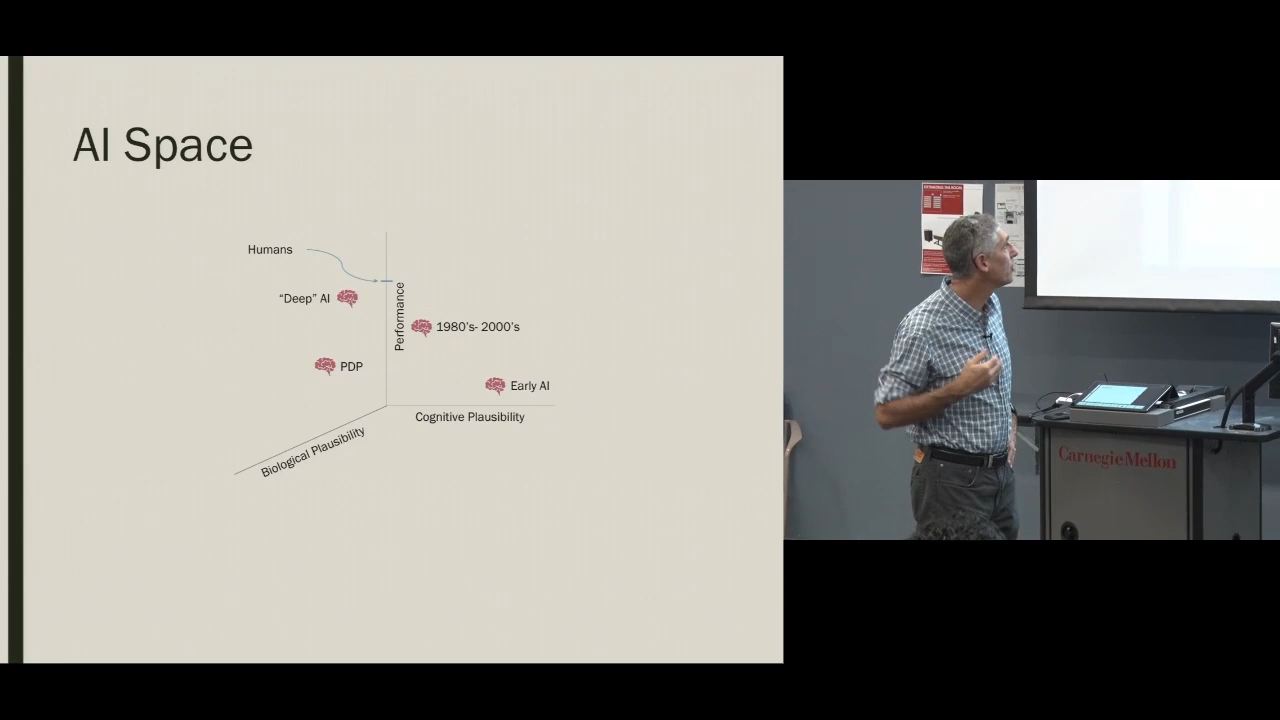 AI Space
Humans
"Deep" AI
Performance
1980's- 2000's
PDP
Early AI
Cognitive Plausibility
Biological Plausibility
Carnegie Mellon